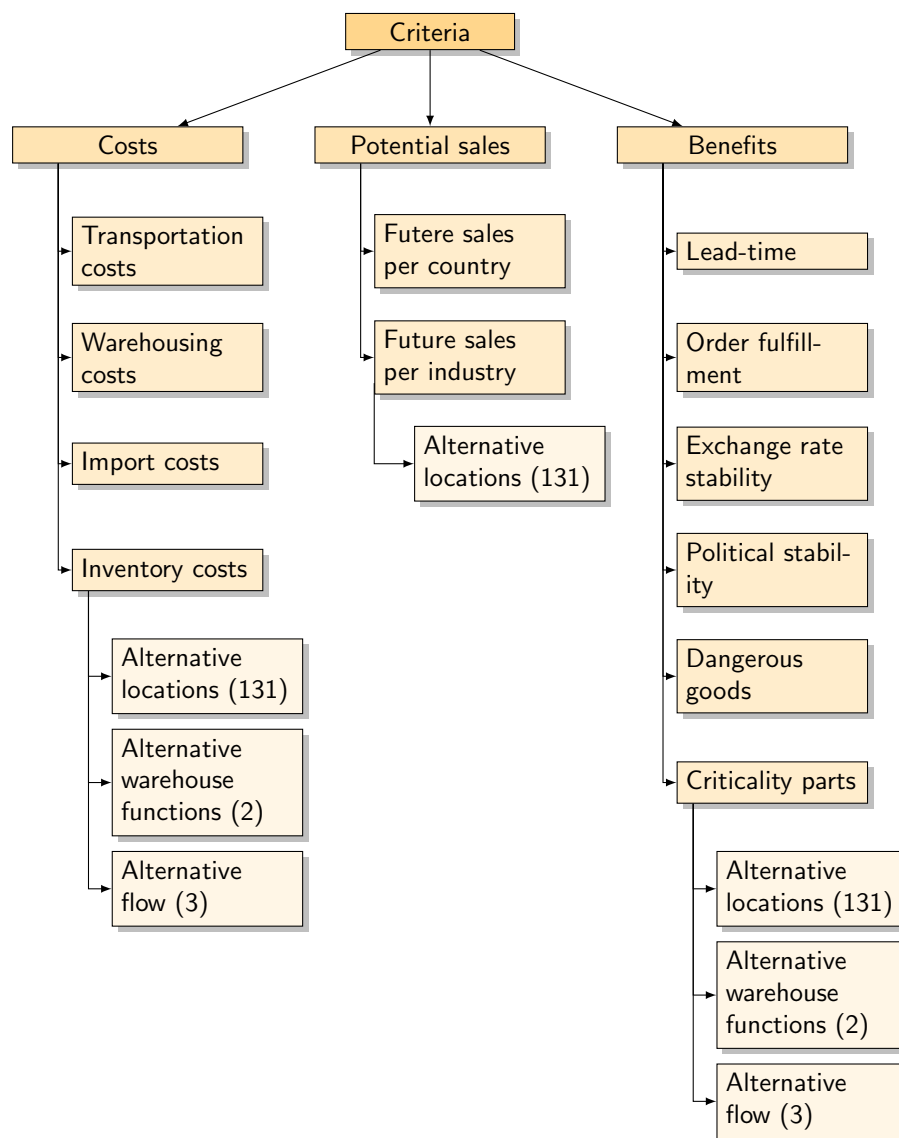 Criteria
Costs
Potential sales
Benefits
Transportation
costs
Warehousing
costs
Import costs
Inventory costs
Alternative
locations (131)
Alternative
warehouse
functions (2)
Alternative
flow (3)
Futere sales
per country
Future sales
per industry
Alternative
locations (131)
Lead-time
Order fulfill-
ment
Exchange rate
stability
Political stabil-
ity
Dangerous
goods
Criticality parts
Alternative
locations (131)
Alternative
warehouse
functions (2)
Alternative
flow (3)